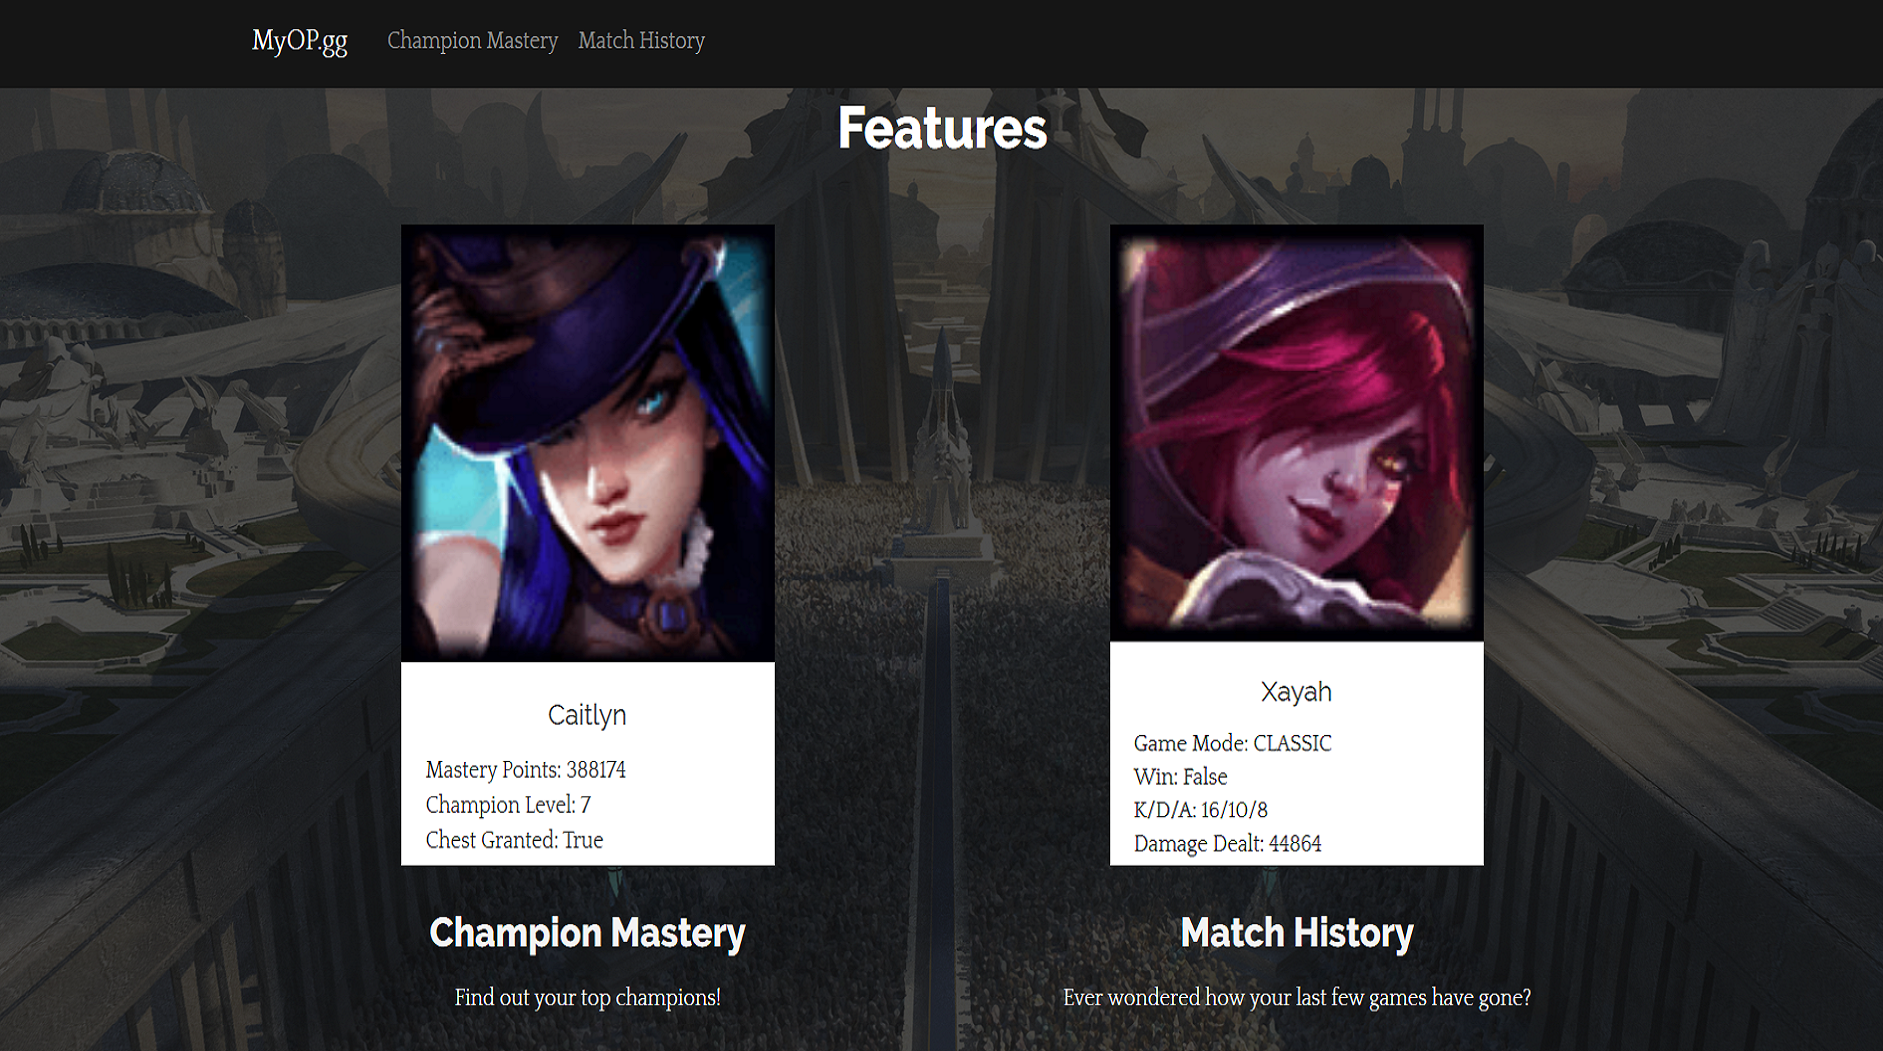 MyOP.gg Champion Mastery Match History
Features
Caitlyn
Mastery Points: 388174
Champion Level: 7
Chest Granted: True
Champion Mastery
Find out your top champions!
Xayah
Game Mode: CLASSIC
Win: False
K/D/A: 16/10/8
Damage Dealt: 44864
Match History
Ever wondered how your last few games have gone?